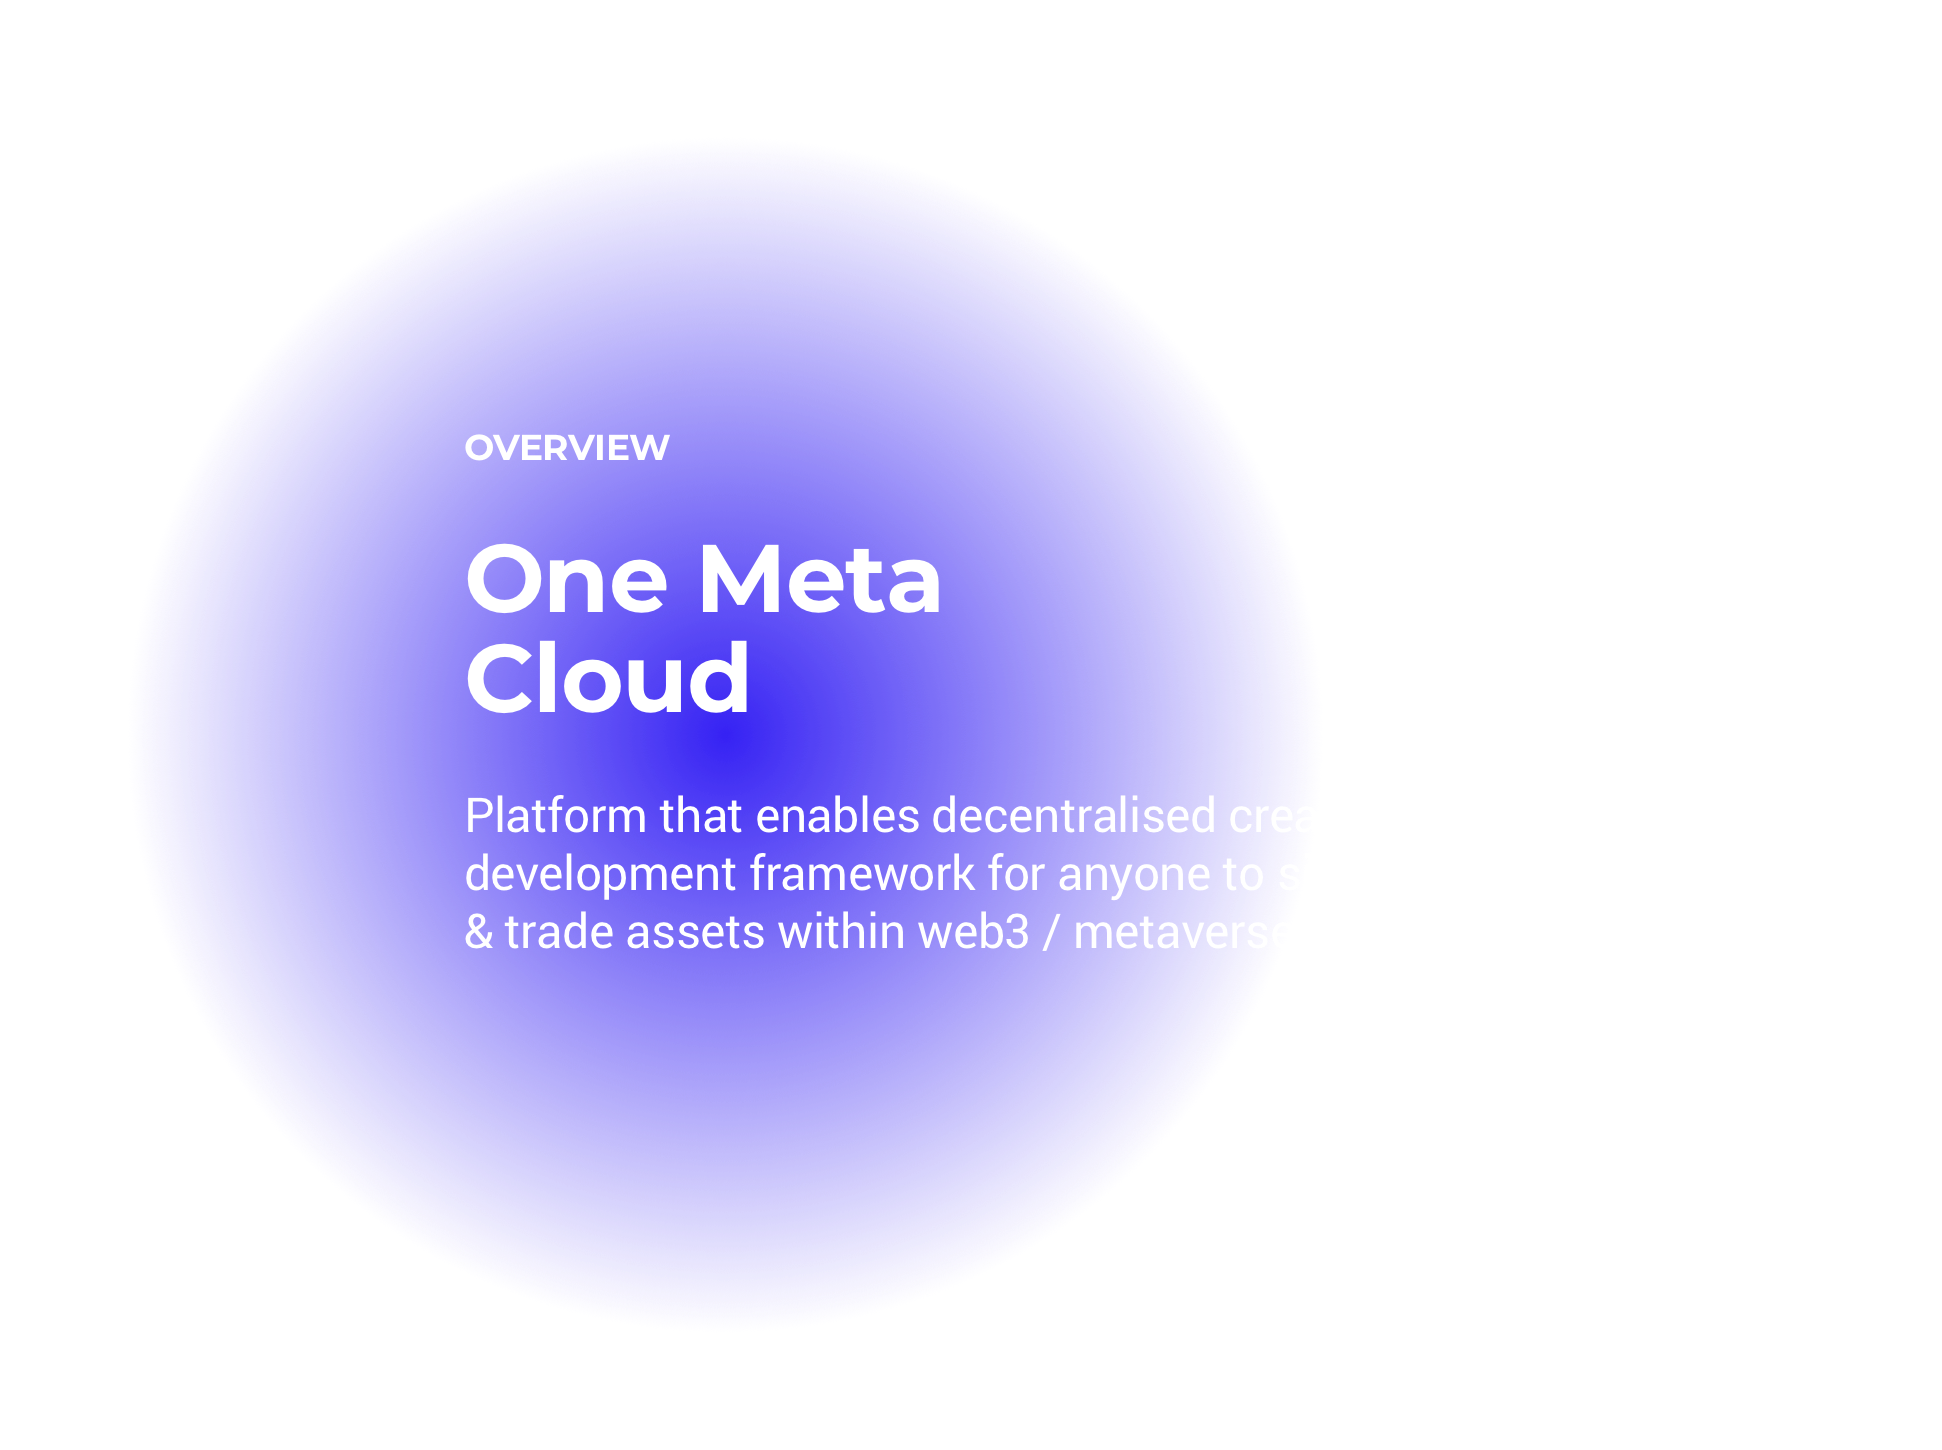 OVERVIEW
One Meta
Cloud
Platform that enables decentralised
development framework for anyone to
& trade assets within web3 / metaverse